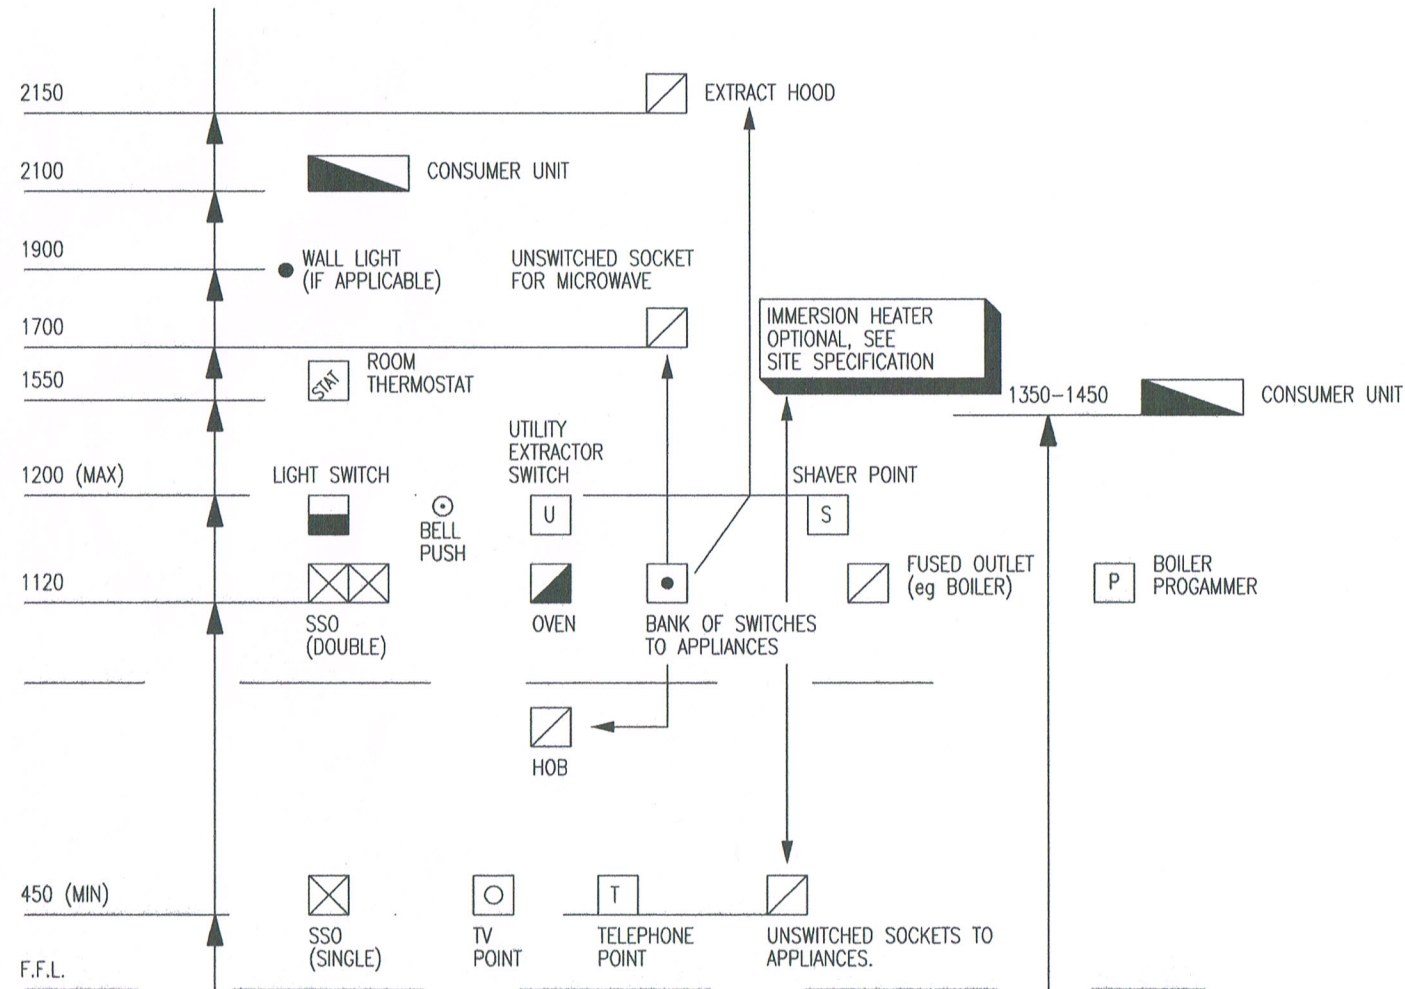 2150
EXTRACT HOOD
2100
CONSUMER UNIT
1900
WALL LIGHT
(IF APPLICABLE)
UNSWITCHED SOCKET
FOR MICROWAVE
1700
IMMERSION HEATER
OPTIONAL, SEE
SITE SPECIFICATION
1550
STAT
ROOM
THERMOSTAT
1350-1450
CONSUMER UNIT
UTILITY
EXTRACTOR
SWITCH
1200 (MAX)
LIGHT SWITCH
SHAVER POINT
BELL
PUSH
U
S
1120
FUSED OUTLET
(eg BOILER)
P
BOILER
PROGAMMER
SSO
(DOUBLE)
OVEN
BANK OF SWITCHES
TO APPLIANCES
HOB
450 (MIN)
T
SSO
(SINGLE)
TV
POINT
TELEPHONE
POINT
UNSWITCHED SOCKETS TO
APPLIANCES.
F.F.L.